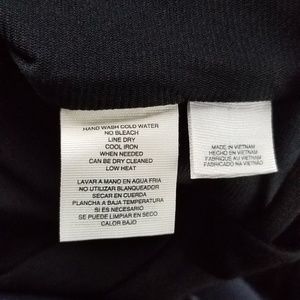 HAND WASH COLD WATER
NO BLEACH
LINE DRY
COOL IRON
WHEN NEEDED
CAN BE DRY CLEANED
LOW HEAT
LAVAR A MANO EN AGUA FRIA
NO UTILIZAR BLANQUEADOR
SECAR EN CUERDA
PLANCHA A BAJA TEMPERATURA
SI ES NECESARIO
SE PUEDE LIMPIAR EN SECO
CALOR BAJO
MADE IN VIETNAM
HECHO EN VIETNAM
FABRIQUÉ AU VIETNAM
FABRICADO NA VIETNÃ